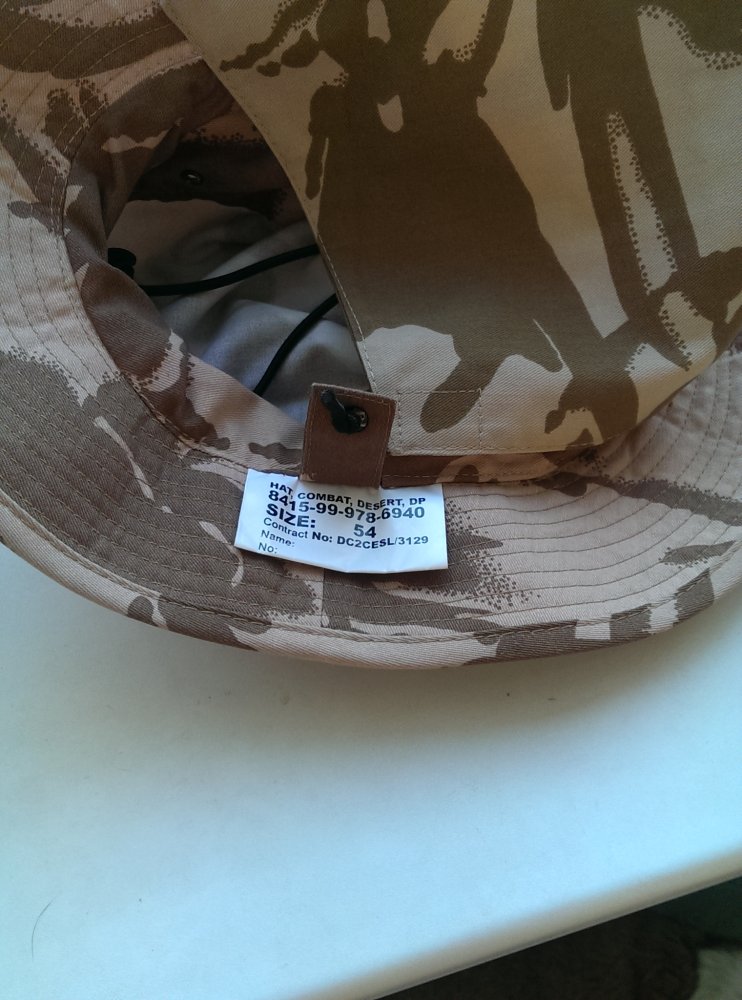 HAT, COMBAT, DESERT, DP
8415-99-978-6940
SIZE: 54
Contract No: DC2CESL/3129
Name:
No: